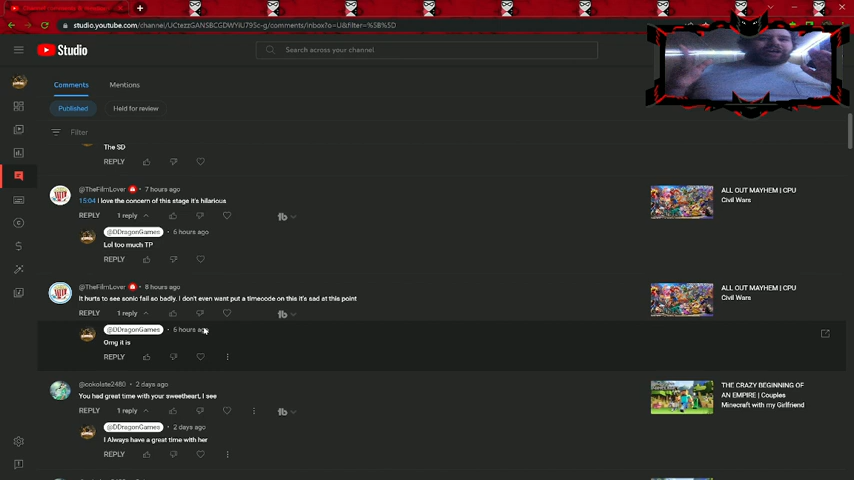 studio.youtube.com/channel/UCtezzGANSBCGDWYiU795c-g/comments/inbox?o=U&filter=%5B%5D
Studio
Search across your channel
Comments
Mentions
Published
Held for review
Filter
The SD
REPLY
@TheFilmLover 7 hours ago
15:04 I love the concern of this stage it's hilarious
REPLY 1 reply
@DDragonGames • 6 hours ago
Lol too much TP
REPLY
ALL OUT MAYHEM | CPU
Civil Wars
@TheFilmLover • 8 hours ago
It hurts to see sonic fail so badly. I don't even want put a timecode on this it's sad at this point
REPLY 1 reply
@DDragonGames • 6 hours ago
Omg it is
REPLY
ALL OUT MAYHEM | CPU
Civil Wars
@cokolate2480 • 2 days ago
You had great time with your sweetheart, I see
REPLY 1 reply
@DDragonGames • 2 days ago
I Always have a great time with her
REPLY
THE CRAZY BEGINNING OF
AN EMPIRE | Couples
Minecraft with my Girlfriend